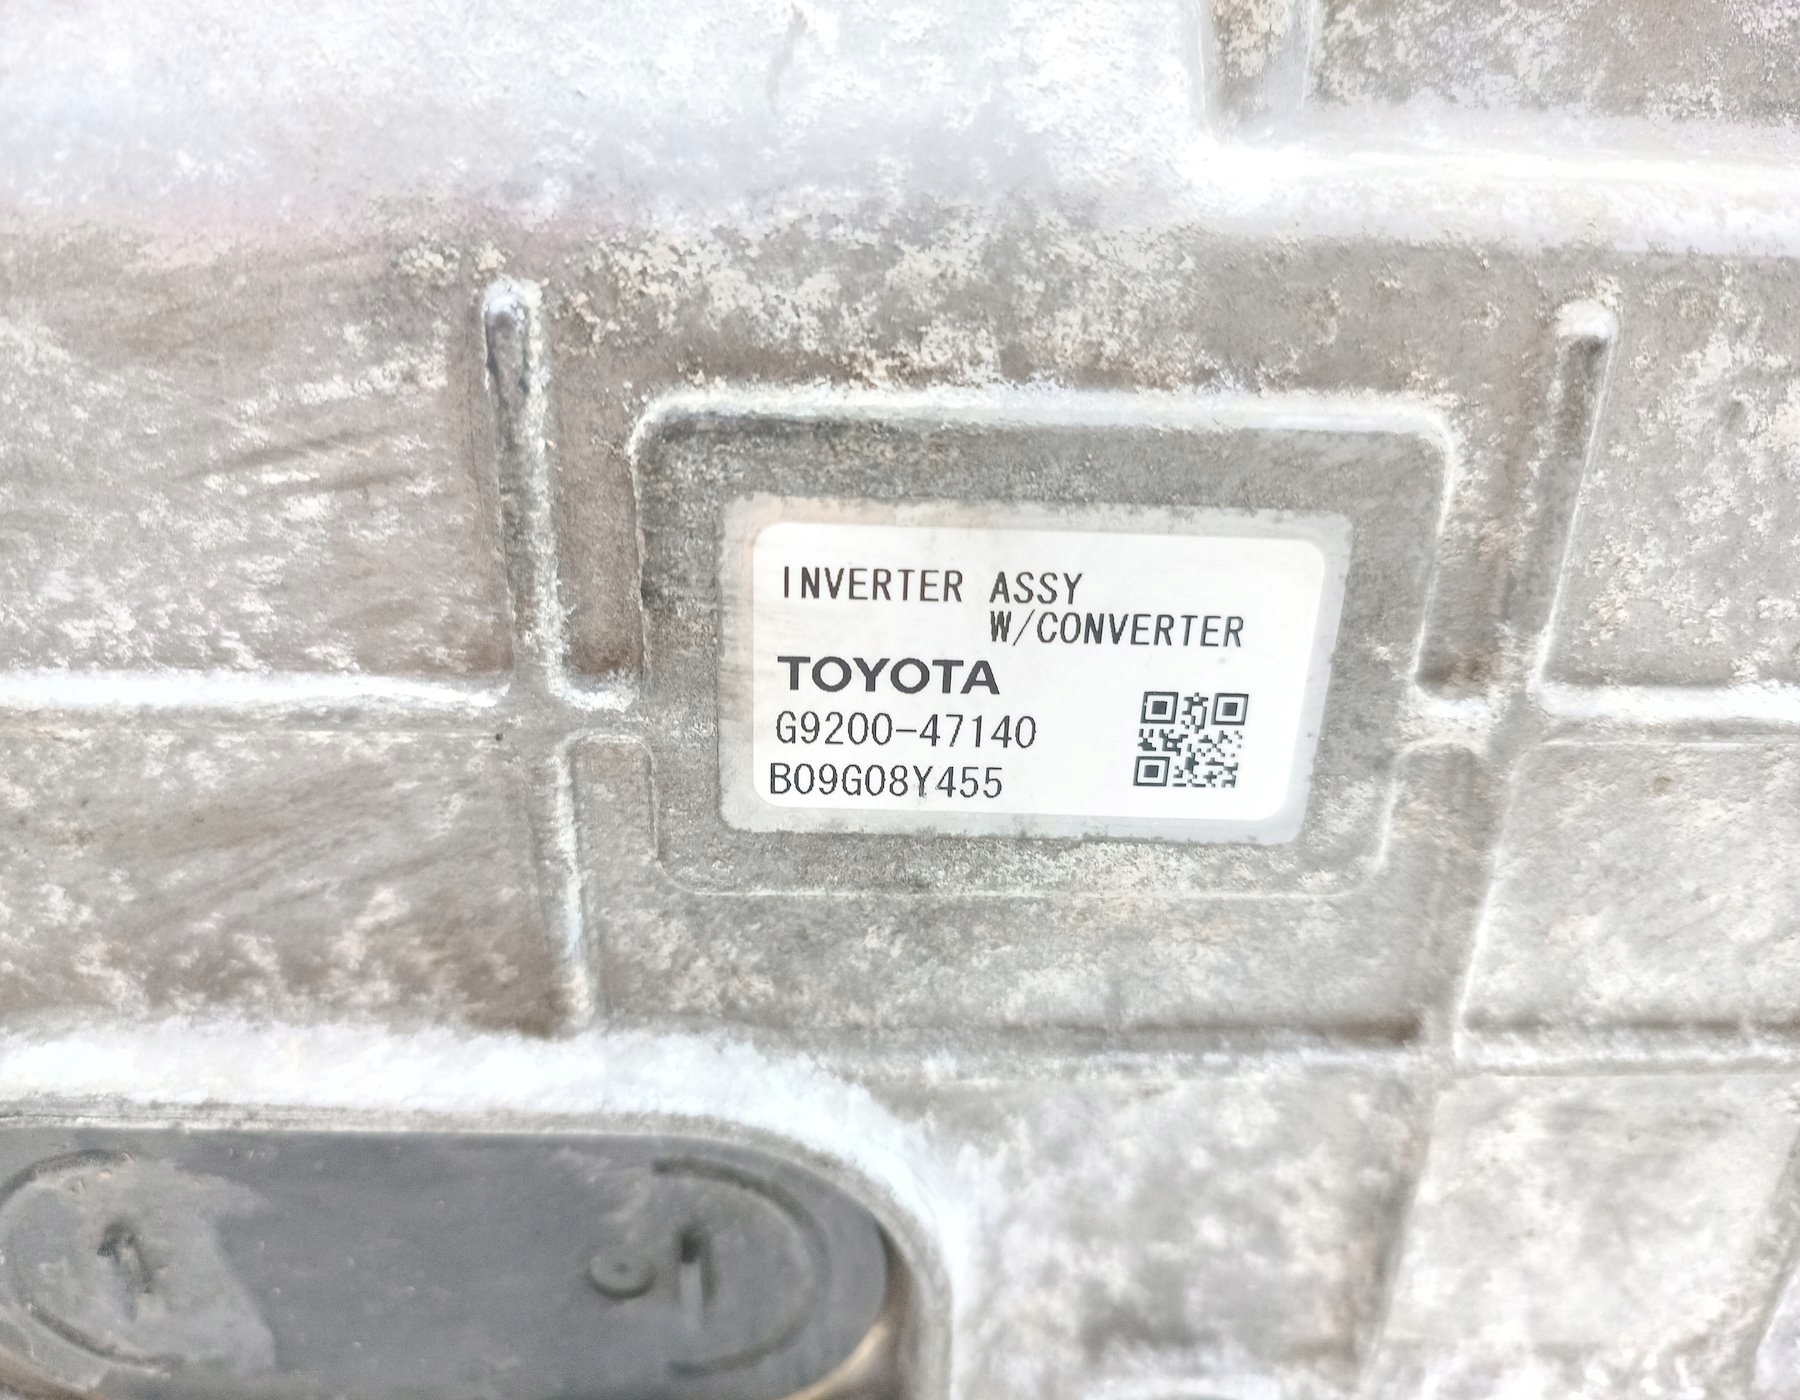 INVERTER ASSY
W/CONVERTER
TOYOTA
G9200-47140
B09G08Y455